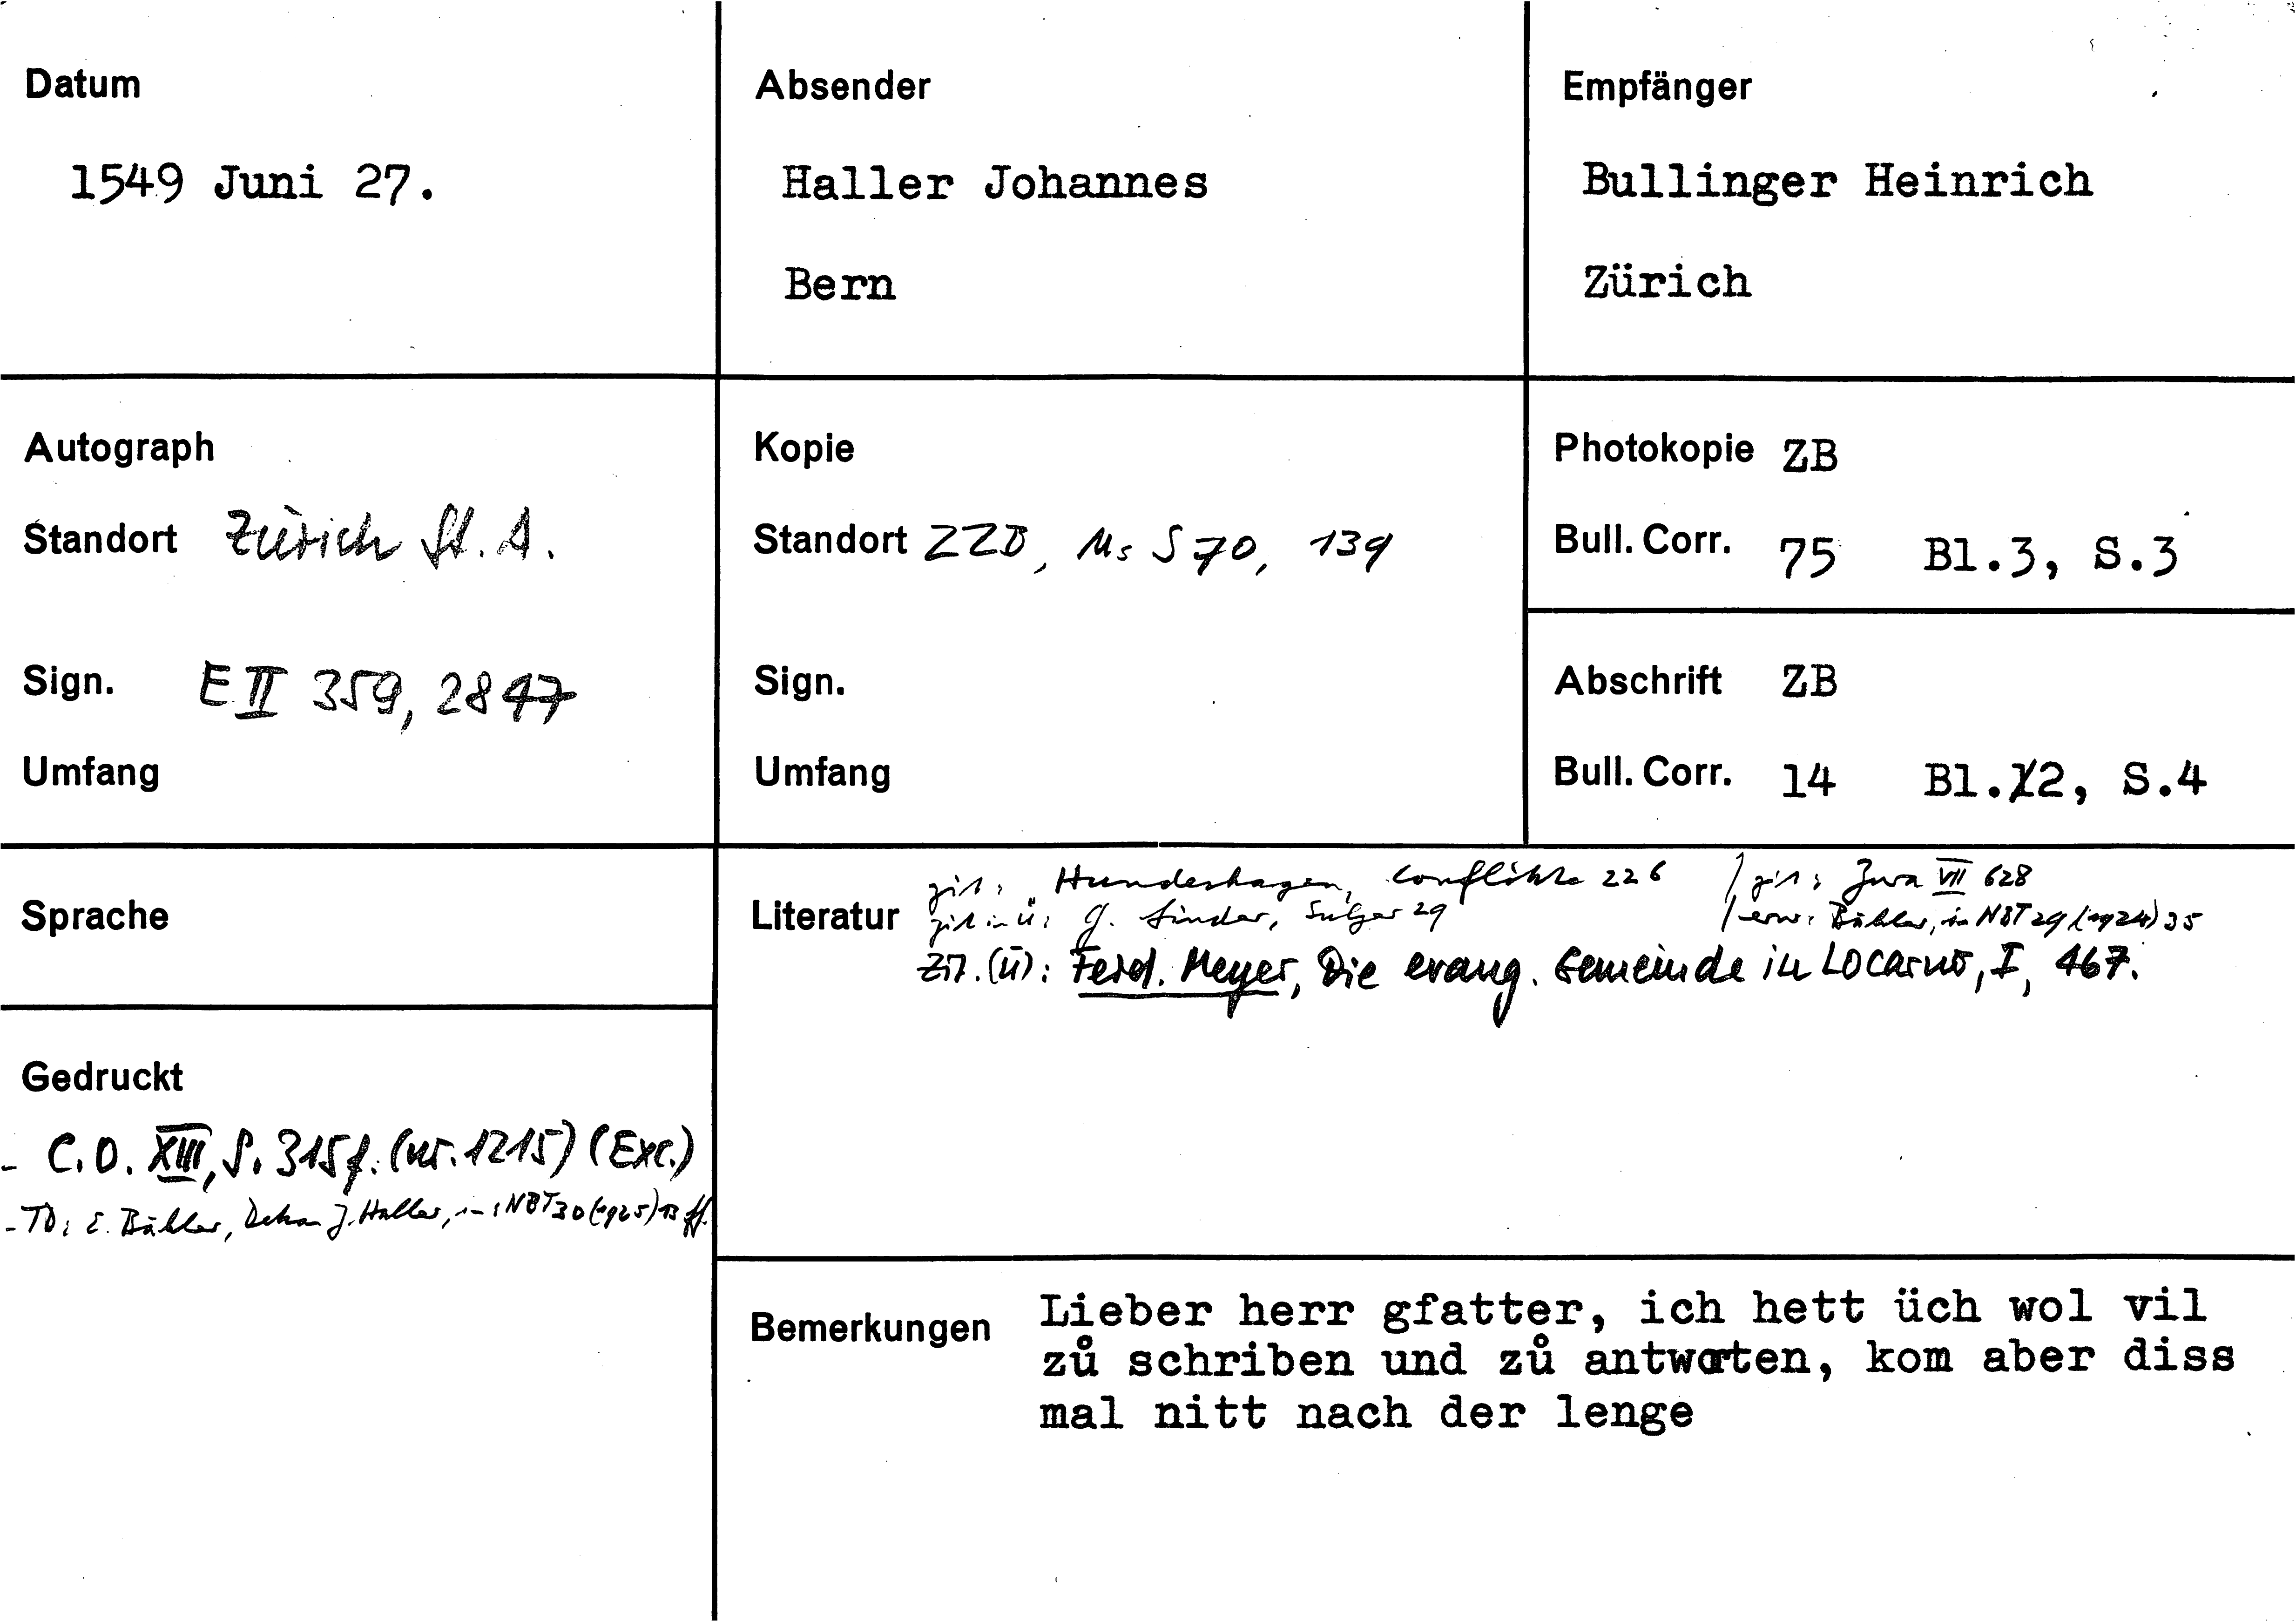 Datum
1549 Juni 27.
Absender
Haller Johannes
Bern
Empfänger
Bullinger Heinrich
Zürich
Autograph
Standort Zürich St. A.
Sign. E II 359, 2847
Umfang
Kopie
Standort ZZB, Ms S 70, 139
Sign.
Umfang
Photokopie ZB
Bull. Corr. 75 Bl.3, S.3
Abschrift ZB
Bull. Corr. 14 Bl.12, S.4
Sprache
Gedruckt
- C.O. XIII, S. 315f. (nr. 1215) (Exc.)
- TD: E. Bähler, Dekan J. Haller, in: NBT 30 (1925) 13 ff.
Literatur zit: Hundeshagen, Conflikte 226 / zit: Zwa VII 628
zit. in Ü: G. Linder, Sulzer 29 / erw: Bähler, in NBT 29 (1924) 35
Zit. (Ü): Ferd. Meyer, Die evang. Gemeinde in Locarno, I, 467.
Bemerkungen Lieber herr gfatter, ich hett üch wol vil
zů schriben und zů antworten, kom aber diss
mal nitt nach der lenge